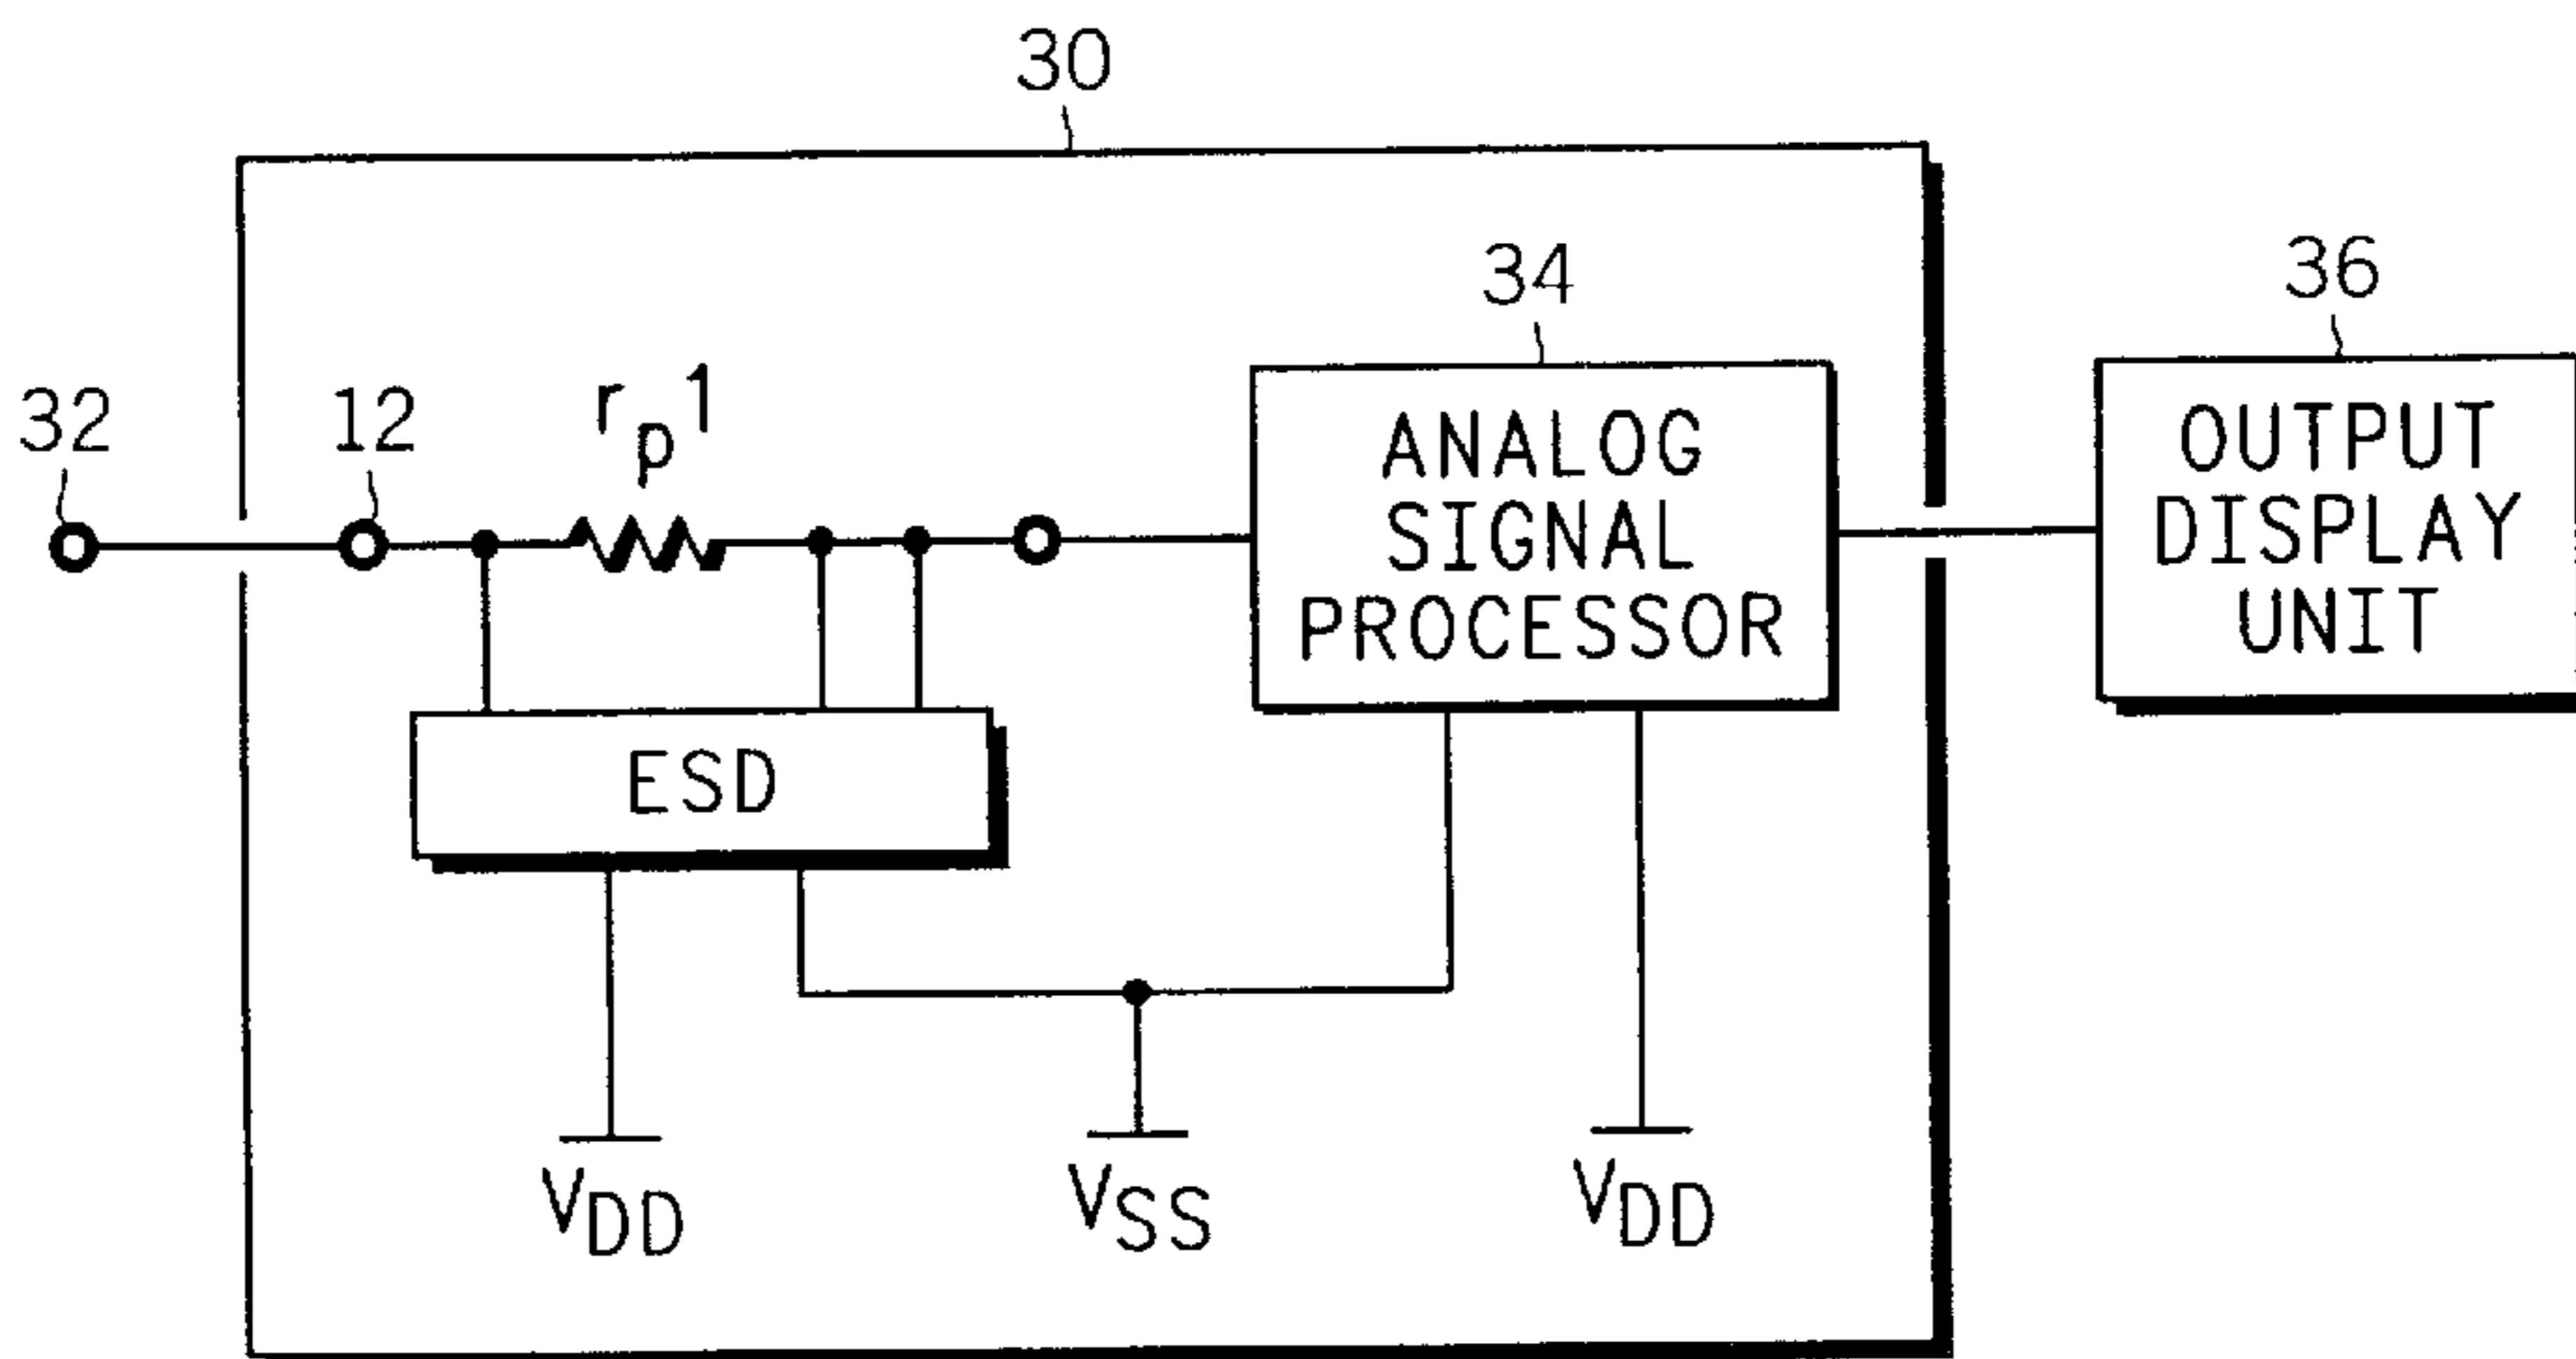 30
34
36
32
12
rp1
ANALOG
SIGNAL
PROCESSOR
OUTPUT
DISPLAY
UNIT
ESD
VDD
VSS
VDD